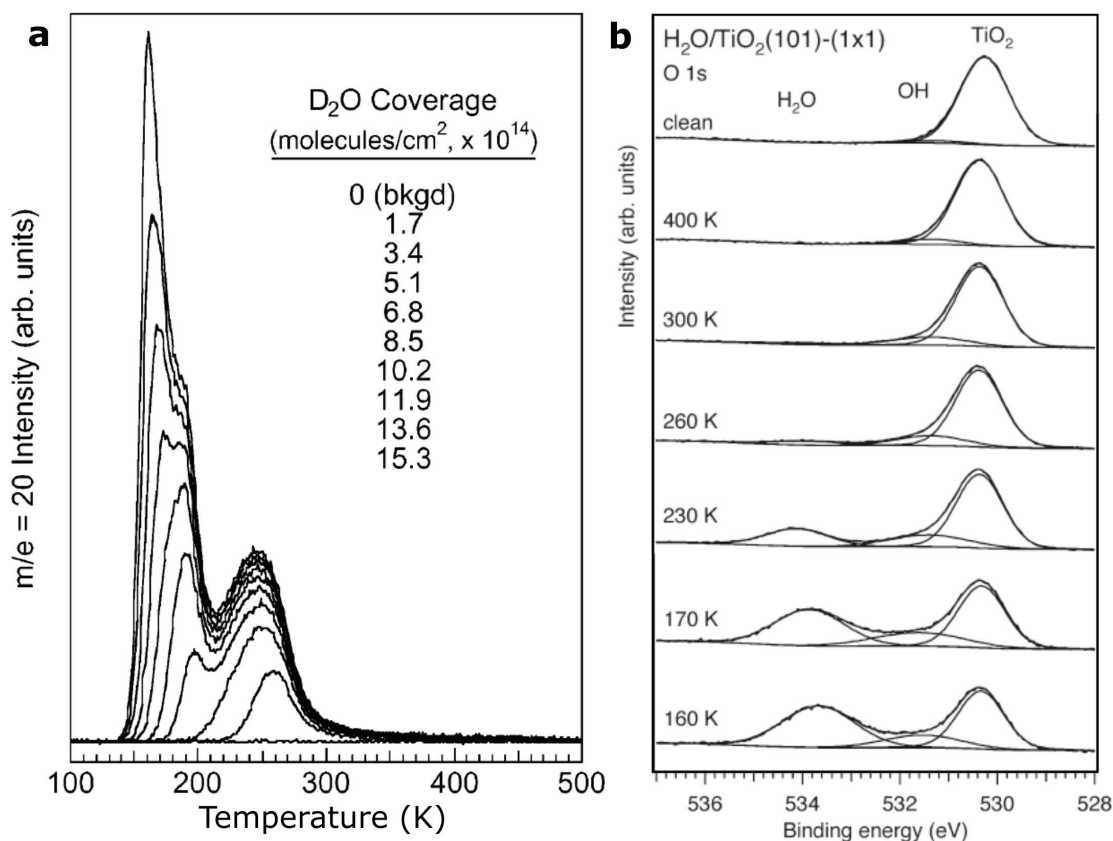 a
D₂O Coverage
(molecules/cm², x 10¹⁴)
0 (bkgd)
1.7
3.4
5.1
6.8
8.5
10.2
11.9
13.6
15.3
m/e = 20 Intensity (arb. units)
100 200 300 400 500
Temperature (K)
b
H₂O/TiO₂(101)-(1x1)
TiO₂
O 1s
H₂O
OH
clean
400 K
300 K
260 K
230 K
170 K
160 K
Intensity (arb. units)
536 534 532 530 528
Binding energy (eV)